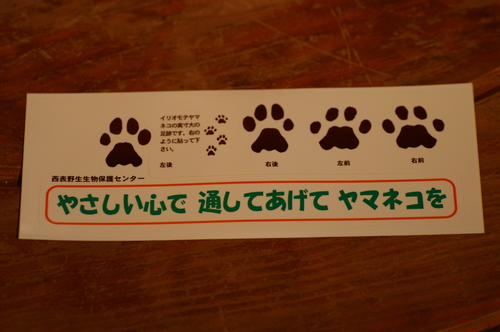 イリオモテヤマ
ネコの実寸大の
足跡です。右の
ように貼って下
さい。
左後
右後
左前
右前
西表野生生物保護センター
やさしい心で 通してあげて ヤマネコを